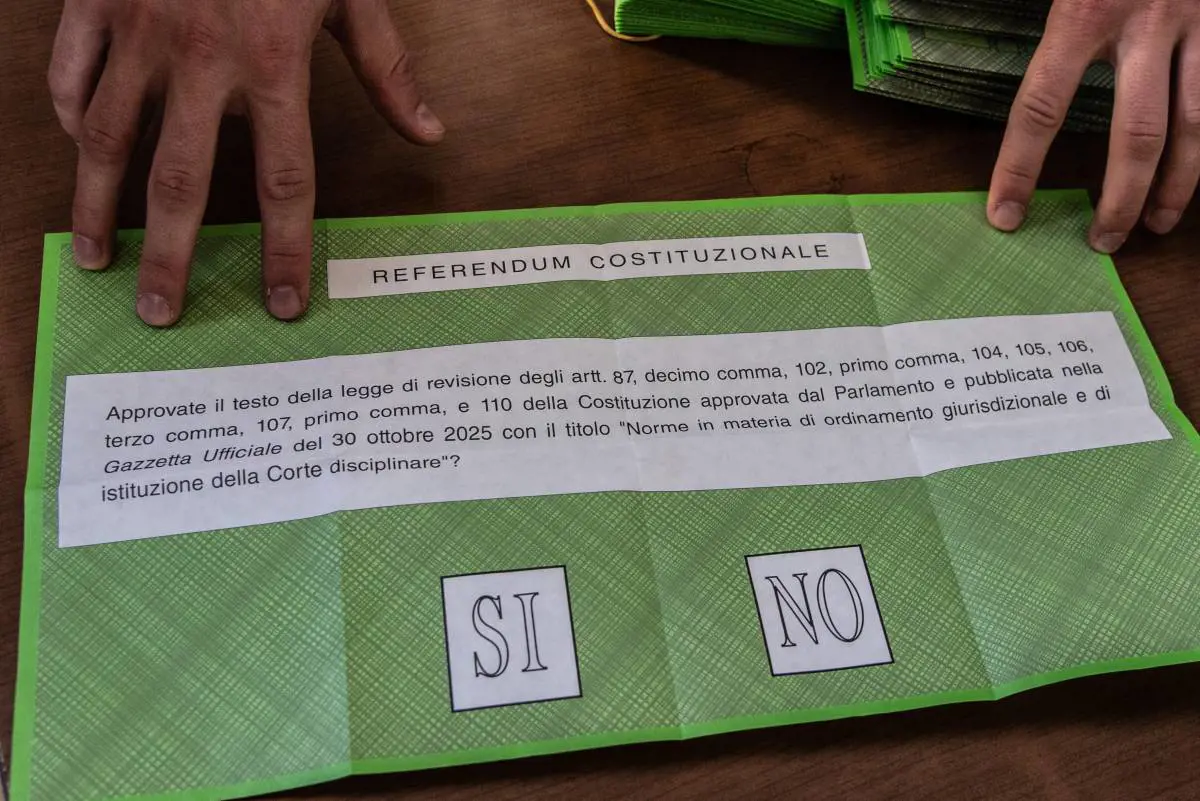 REFERENDUM COSTITUZIONALE
Approvate il testo della legge di revisione degli artt. 87, decimo comma, 102, primo comma, 104, 105, 106,
terzo comma, 107, primo comma, e 110 della Costituzione approvata dal Parlamento e pubblicata nella
Gazzetta Ufficiale del 30 ottobre 2025 con il titolo "Norme in materia di ordinamento giurisdizionale e di
istituzione della Corte disciplinare"?
SI NO